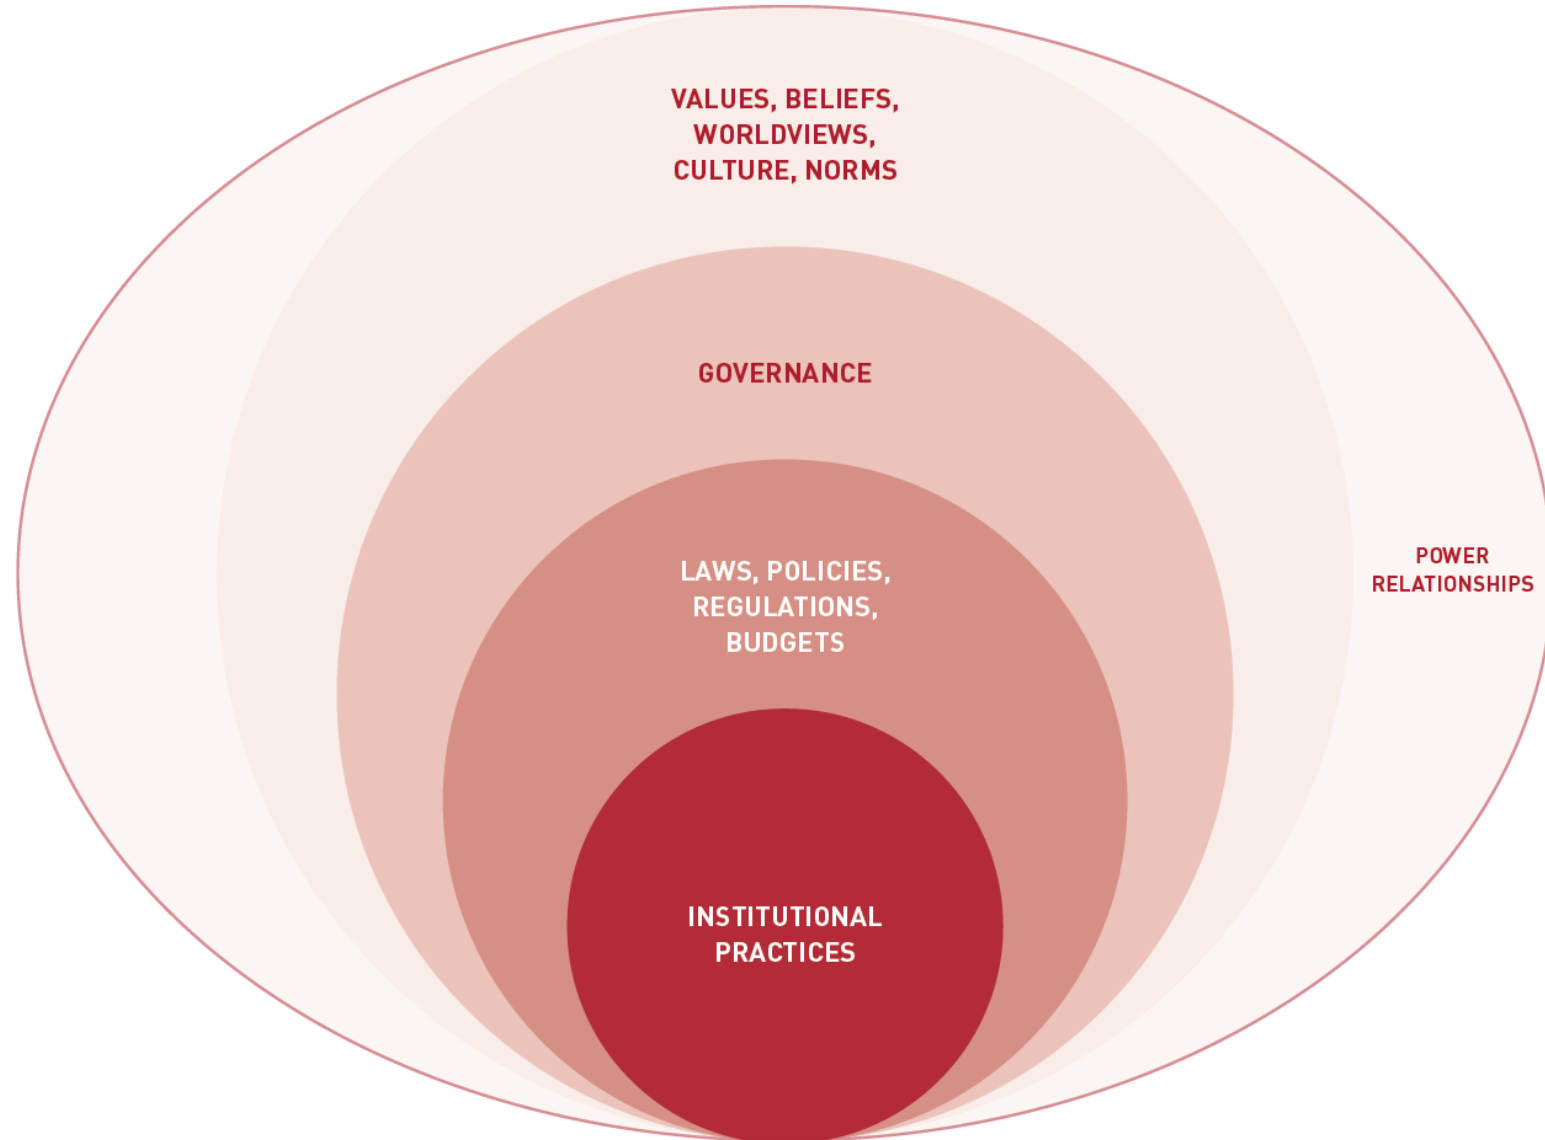 VALUES, BELIEFS,
WORLDVIEWS,
CULTURE, NORMS
GOVERNANCE
LAWS, POLICIES,
REGULATIONS,
BUDGETS
POWER
RELATIONSHIPS
INSTITUTIONAL
PRACTICES